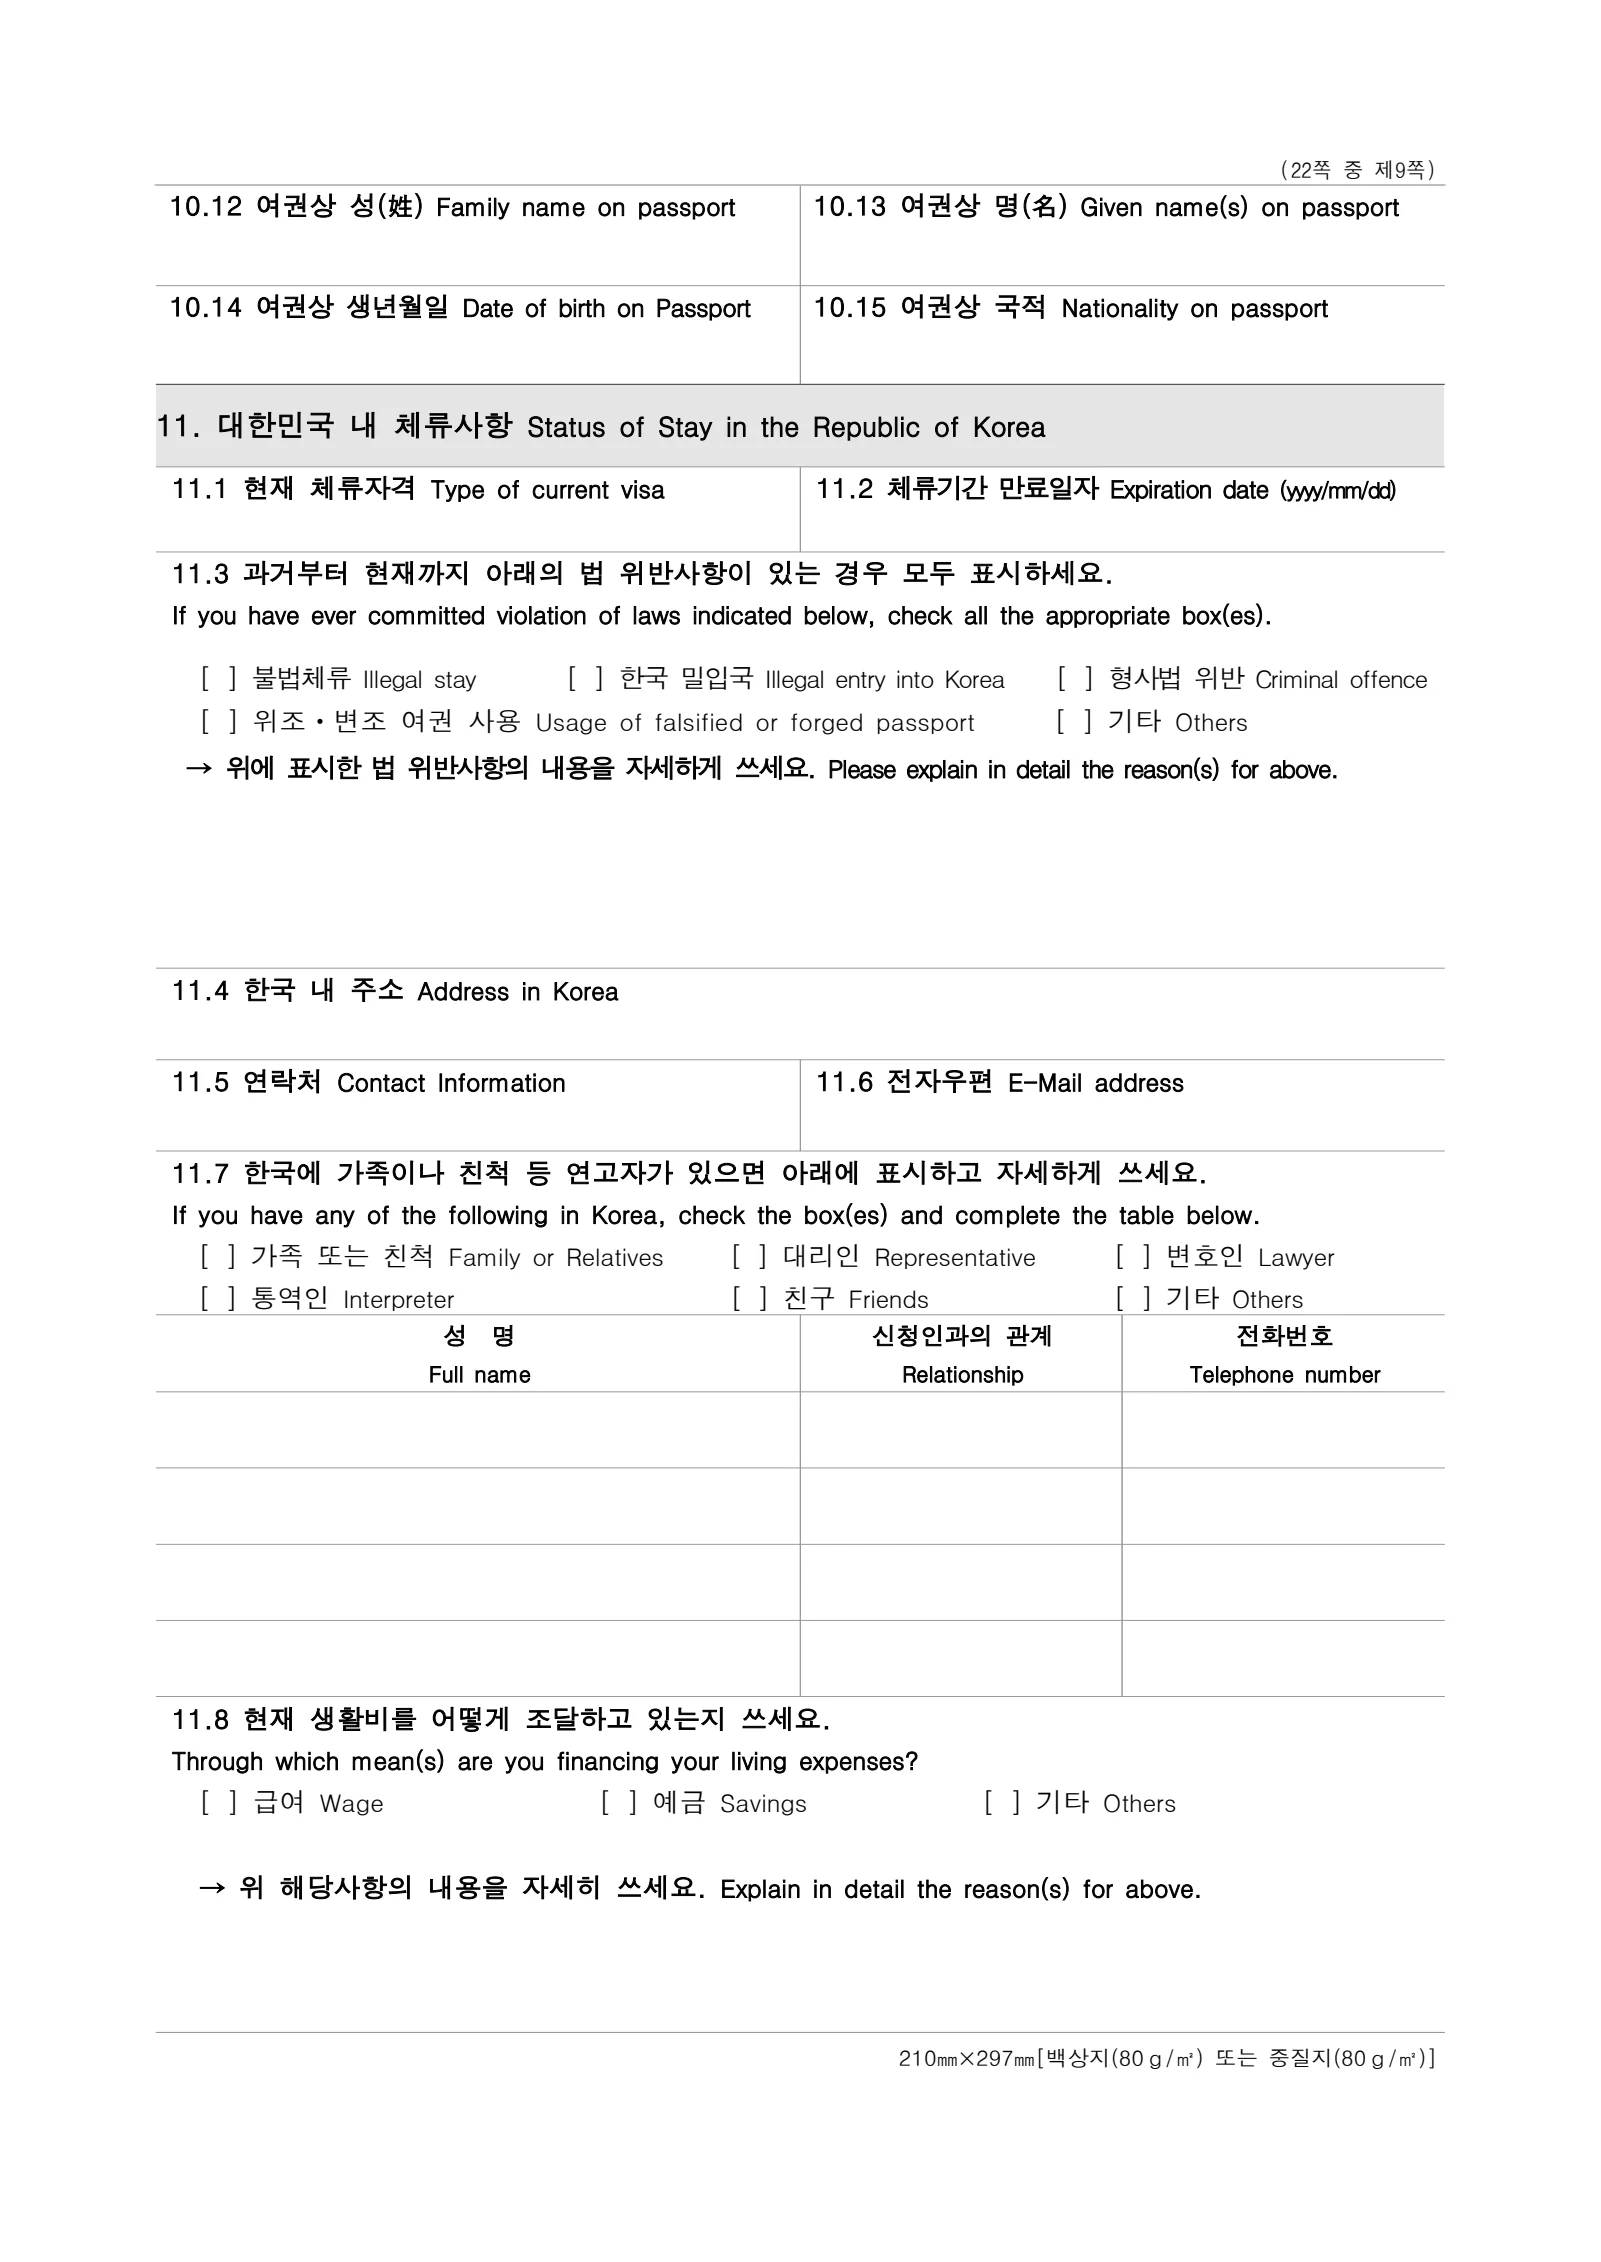 (22쪽 중 제9쪽)
10.12 여권상 성(姓) Family name on passport
10.13 여권상 명(名) Given name(s) on passport
10.14 여권상 생년월일 Date of birth on Passport
10.15 여권상 국적 Nationality on passport
11. 대한민국 내 체류사항 Status of Stay in the Republic of Korea
11.1 현재 체류자격 Type of current visa
11.2 체류기간 만료일자 Expiration date (yyyy/mm/dd)
11.3 과거부터 현재까지 아래의 법 위반사항이 있는 경우 모두 표시하세요.
If you have ever committed violation of laws indicated below, check all the appropriate box(es).
[ ] 불법체류 Illegal stay [ ] 한국 밀입국 Illegal entry into Korea [ ] 형사법 위반 Criminal offence
[ ] 위조・변조 여권 사용 Usage of falsified or forged passport [ ] 기타 Others
→ 위에 표시한 법 위반사항의 내용을 자세하게 쓰세요. Please explain in detail the reason(s) for above.
11.4 한국 내 주소 Address in Korea
11.5 연락처 Contact Information
11.6 전자우편 E-Mail address
11.7 한국에 가족이나 친척 등 연고자가 있으면 아래에 표시하고 자세하게 쓰세요.
If you have any of the following in Korea, check the box(es) and complete the table below.
[ ] 가족 또는 친척 Family or Relatives [ ] 대리인 Representative [ ] 변호인 Lawyer
[ ] 통역인 Interpreter [ ] 친구 Friends [ ] 기타 Others
성 명
Full name
신청인과의 관계
Relationship
전화번호
Telephone number
11.8 현재 생활비를 어떻게 조달하고 있는지 쓰세요.
Through which mean(s) are you financing your living expenses?
[ ] 급여 Wage [ ] 예금 Savings [ ] 기타 Others
→ 위 해당사항의 내용을 자세히 쓰세요. Explain in detail the reason(s) for above.
210㎜×297㎜[백상지(80ｇ/㎡) 또는 중질지(80ｇ/㎡)]